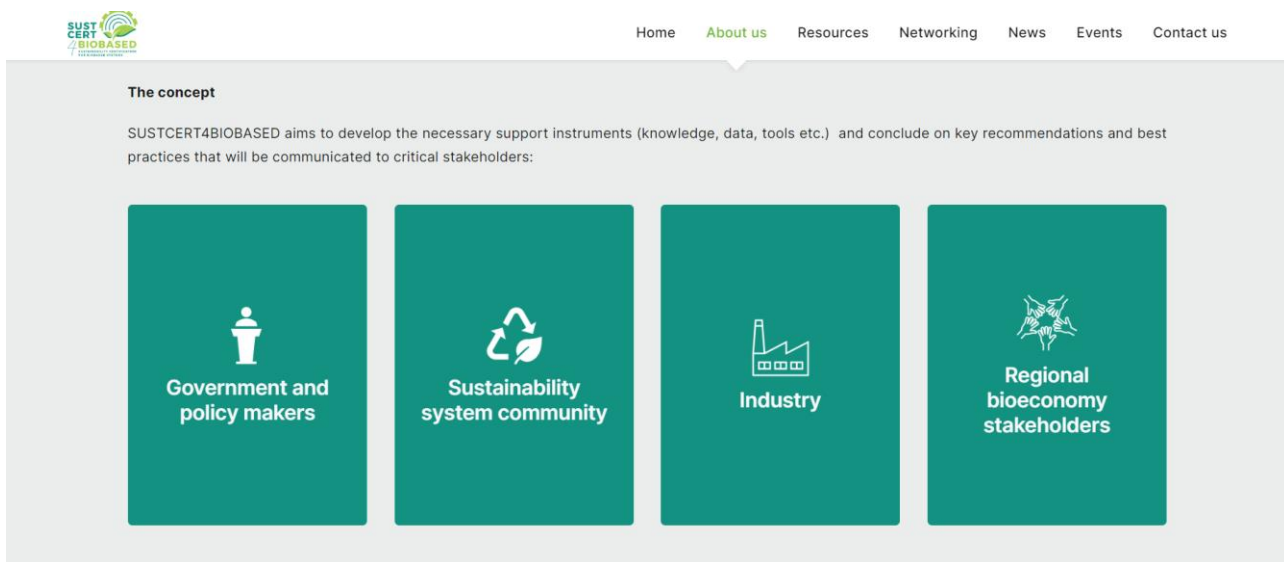 SUST
CERT
4BIOBASED
Home About us Resources Networking News Events Contact us
The concept
SUSTCERT4BIOBASED aims to develop the necessary support instruments (knowledge, data, tools etc.) and conclude on key recommendations and best
practices that will be communicated to critical stakeholders:
Government and
policy makers
Sustainability
system community
Industry
Regional
bioeconomy
stakeholders